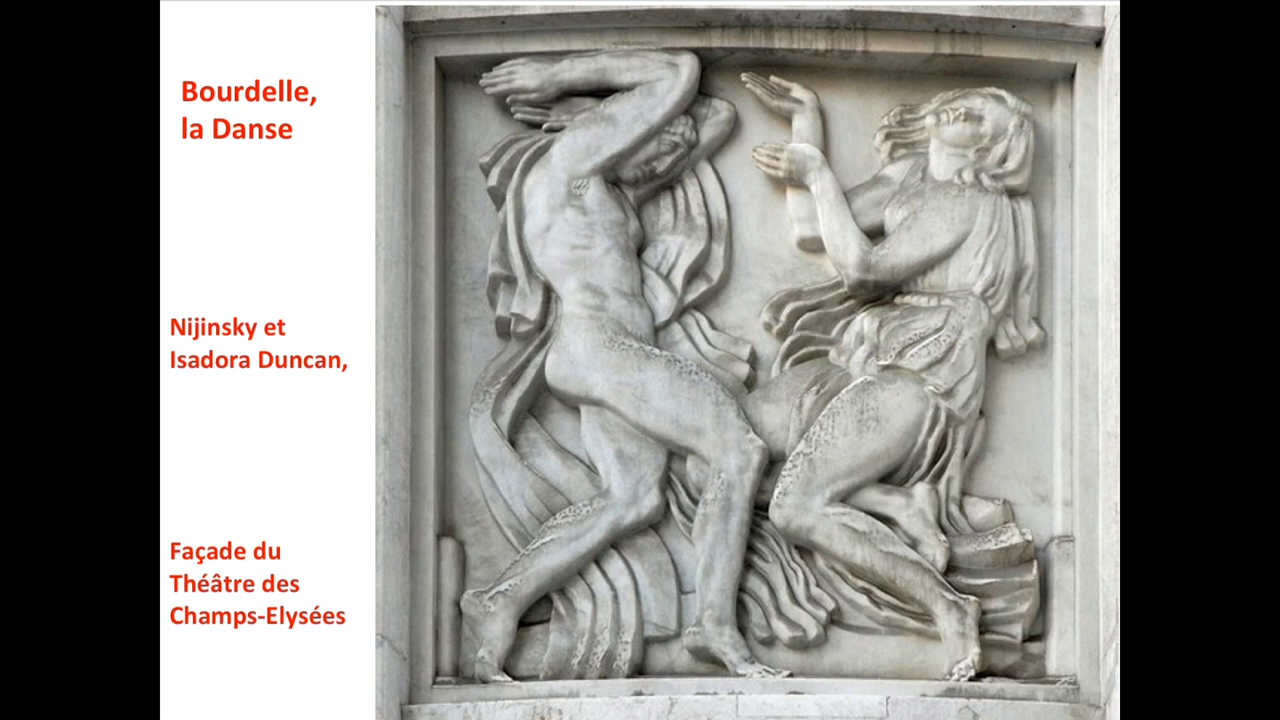 Bourdelle,
la Danse
Nijinsky et
Isadora Duncan,
Façade du
Théâtre des
Champs-Elysées